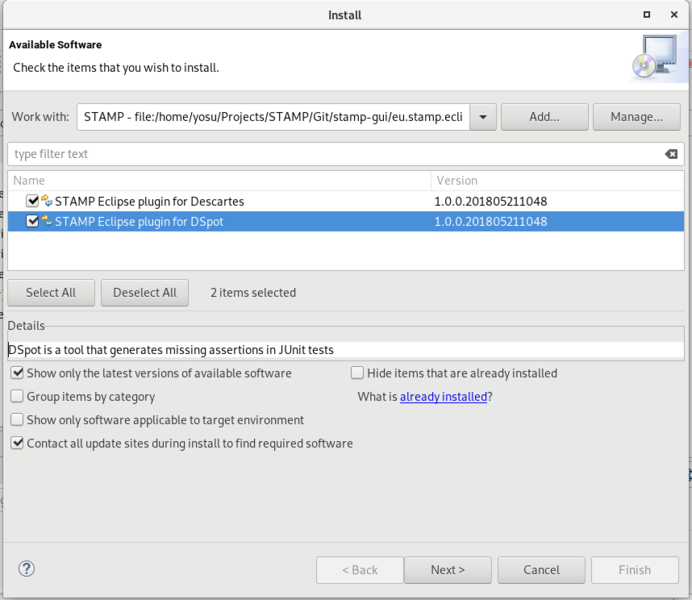 Install
Available Software
Check the items that you wish to install.
Work with: STAMP - file:/home/yosu/Projects/STAMP/Git/stamp-gui/eu.stamp.ecli Add... Manage...
type filter text
Name Version
STAMP Eclipse plugin for Descartes 1.0.0.201805211048
STAMP Eclipse plugin for DSpot 1.0.0.201805211048
Select All Deselect All 2 items selected
Details
DSpot is a tool that generates missing assertions in JUnit tests
Show only the latest versions of available software Hide items that are already installed
Group items by category What is already installed?
Show only software applicable to target environment
Contact all update sites during install to find required software
? < Back Next > Cancel Finish